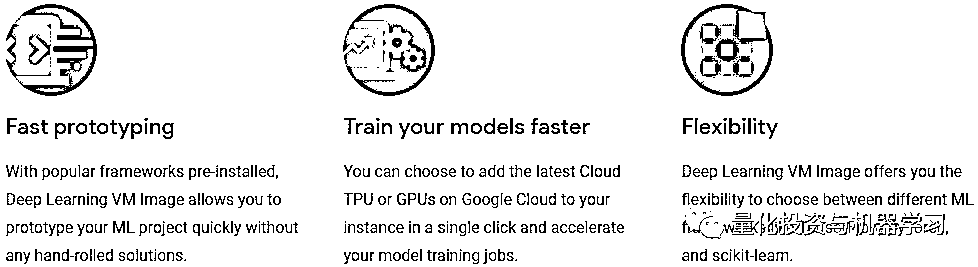 Fast prototyping
With popular frameworks pre-installed,
Deep Learning VM Image allows you to
prototype your ML project quickly without
any hand-rolled solutions.
Train your models faster
You can choose to add the latest Cloud
TPU or GPUs on Google Cloud to your
instance in a single click and accelerate
your model training jobs.
Flexibility
Deep Learning VM Image offers you the
flexibility to choose between different ML
and scikit-learn.
量化投资与机器学习